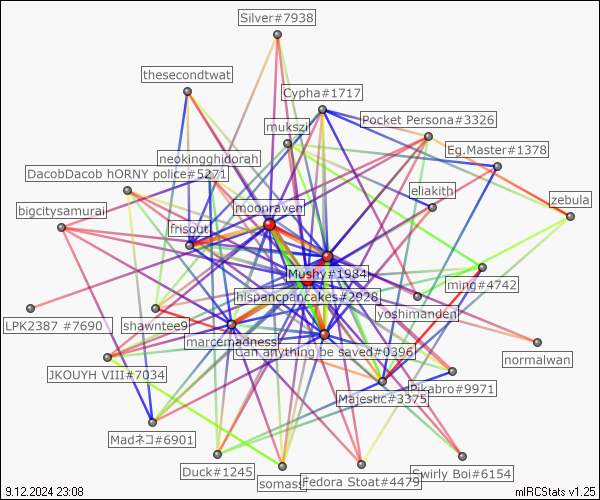 Silver#7938
thesecondtwat
Cypha#1717
Pocket Persona#3326
mukszi
Eg.Master#1378
neokingghidorah
DacobDacob hORNY police#5271
eliakith
zebula
bigcitysamurai
moonraven
frisout
Mushy#1984
ming#4742
hispancpancakes#2928
LPK2387 #7690
shawntee9
yoshimanden
marcemadness
Can anything be saved#0396
normalwan
JKOUYH VIII#7034
Pikabro#9971
Majestic#3375
Madネコ#6901
Duck#1245
somass
Fedora Stoat#4479
Swirly Boi#6154
9.12.2024 23:08
mIRCStats v1.25